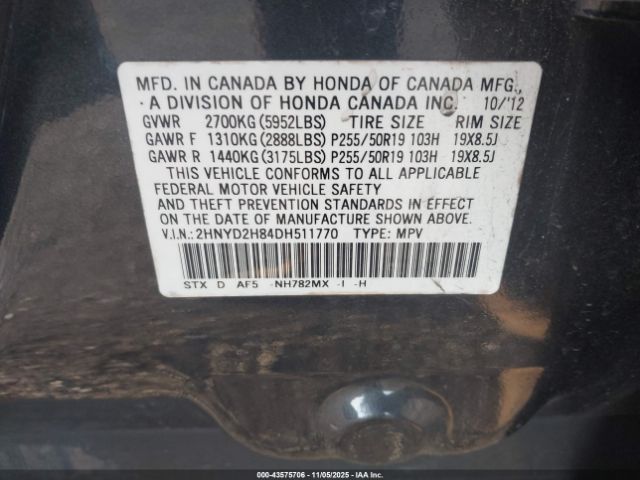 MFD. IN CANADA BY HONDA OF CANADA MFG.,
A DIVISION OF HONDA CANADA INC. 10/'12
GVWR 2700KG(5952LBS) TIRE SIZE RIM SIZE
GAWR F 1310KG(2888LBS) P255/50R19 103H 19X8.5J
GAWR R 1440KG(3175LBS) P255/50R19 103H 19X8.5J
THIS VEHICLE CONFORMS TO ALL APPLICABLE
FEDERAL MOTOR VEHICLE SAFETY
AND THEFT PREVENTION STANDARDS IN EFFECT
ON THE DATE OF MANUFACTURE SHOWN ABOVE.
V.I.N.: 2HNYD2H84DH511770 TYPE: MPV
STX D AF5 -NH782MX -I -H
000-43575706 - 11/05/2025 - IAAI, Inc.